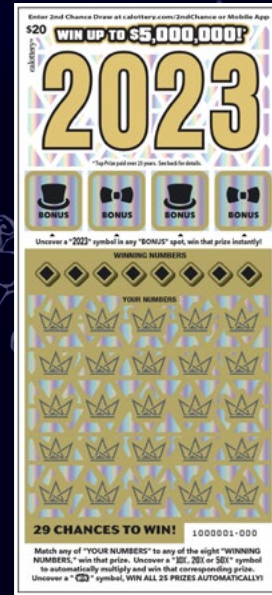 Enter 2nd Chance Draw at calottery.com/2ndChance or Mobile App
$20 WIN UP TO $5,000,000!*
calottery
2023
*Top Prize paid over 25 years. See back for details.
BONUS BONUS BONUS BONUS
Uncover a "2023" symbol in any "BONUS" spot, win that prize instantly!
WINNING NUMBERS
YOUR NUMBERS
29 CHANCES TO WIN! 1000001-000
Match any of "YOUR NUMBERS" to any of the eight "WINNING
NUMBERS," win that prize. Uncover a "10X, 20X or 50X" symbol
to automatically multiply and win that corresponding prize.
Uncover a " " symbol, WIN ALL 25 PRIZES AUTOMATICALLY!